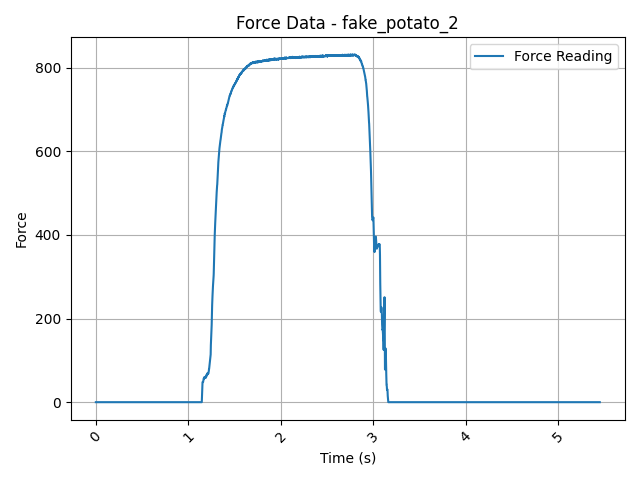 Force Data - fake_potato_2
Force Reading
800
600
400
200
0
Force
0 1 2 3 4 5
Time (s)